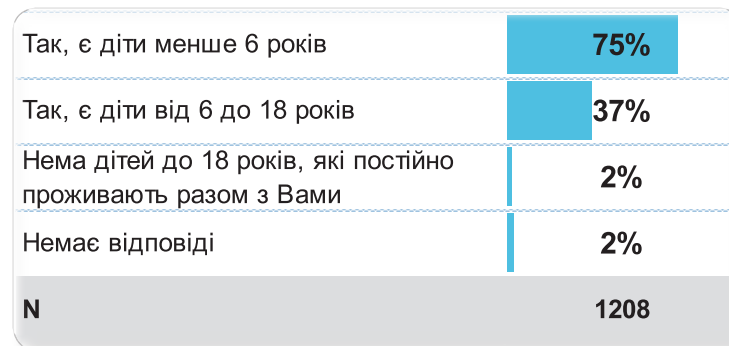 Так, є діти менше 6 років 75%
Так, є діти від 6 до 18 років 37%
Нема дітей до 18 років, які постійно
проживають разом з Вами 2%
Немає відповіді 2%
N 1208